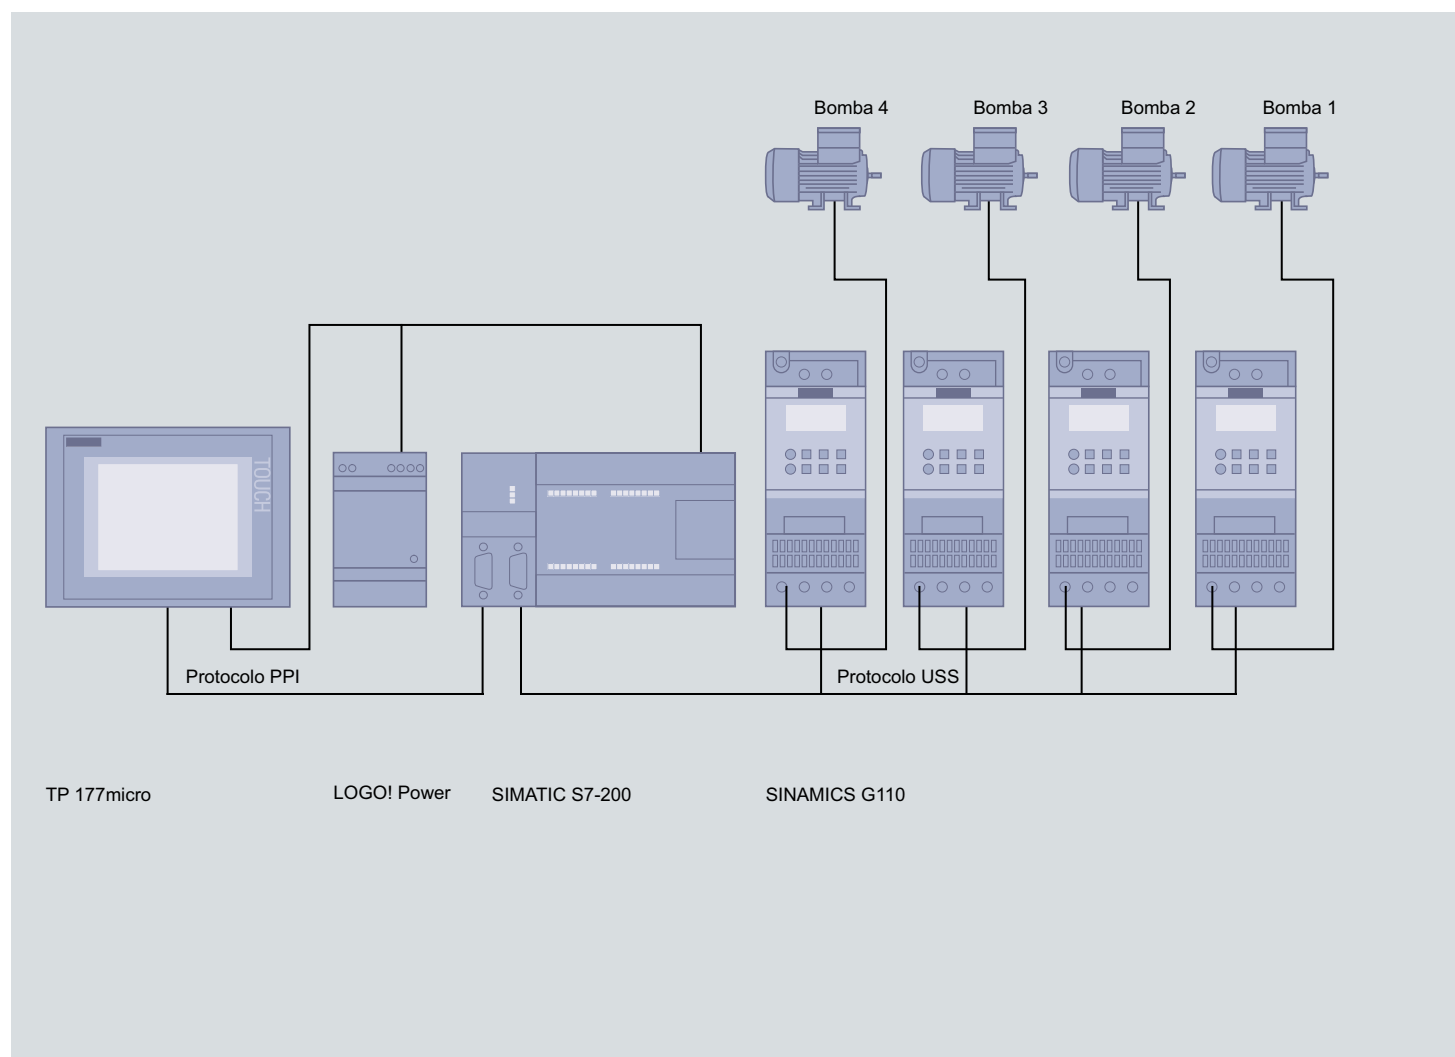 Bomba 4
Bomba 3
Bomba 2
Bomba 1
TOUCH
Protocolo PPI
Protocolo USS
TP 177micro
LOGO! Power
SIMATIC S7-200
SINAMICS G110